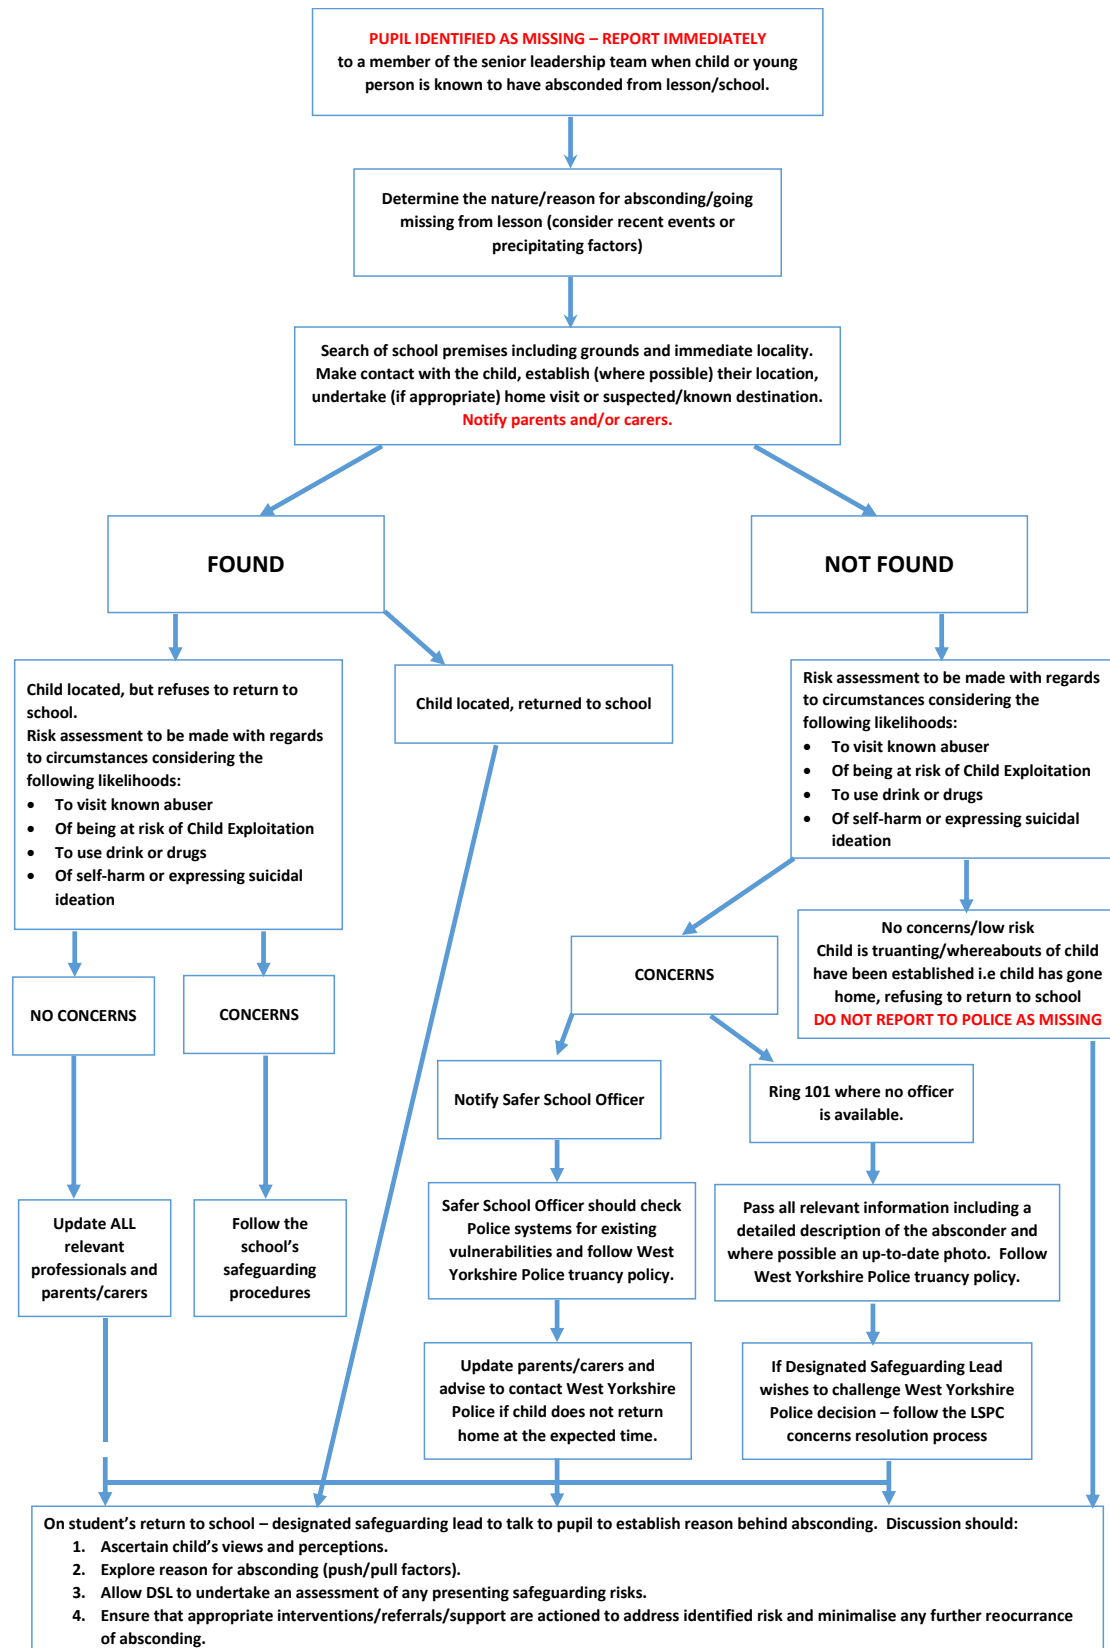 PUPIL IDENTIFIED AS MISSING – REPORT IMMEDIATELY
to a member of the senior leadership team when child or young
person is known to have absconded from lesson/school.
Determine the nature/reason for absconding/going
missing from lesson (consider recent events or
precipitating factors)
Search of school premises including grounds and immediate locality.
Make contact with the child, establish (where possible) their location,
undertake (if appropriate) home visit or suspected/known destination.
Notify parents and/or carers.
FOUND
NOT FOUND
Child located, but refuses to return to
school.
Risk assessment to be made with regards
to circumstances considering the
following likelihoods:
• To visit known abuser
• Of being at risk of Child Exploitation
• To use drink or drugs
• Of self-harm or expressing suicidal
ideation
Child located, returned to school
Risk assessment to be made with regards
to circumstances considering the
following likelihoods:
• To visit known abuser
• Of being at risk of Child Exploitation
• To use drink or drugs
• Of self-harm or expressing suicidal
ideation
NO CONCERNS
CONCERNS
CONCERNS
No concerns/low risk
Child is truanting/whereabouts of child
have been established i.e child has gone
home, refusing to return to school
DO NOT REPORT TO POLICE AS MISSING
Notify Safer School Officer
Ring 101 where no officer
is available.
Update ALL
relevant
professionals and
parents/carers
Follow the
school's
safeguarding
procedures
Safer School Officer should check
Police systems for existing
vulnerabilities and follow West
Yorkshire Police truancy policy.
Pass all relevant information including a
detailed description of the absconder and
where possible an up-to-date photo. Follow
West Yorkshire Police truancy policy.
Update parents/carers and
advise to contact West Yorkshire
Police if child does not return
home at the expected time.
If Designated Safeguarding Lead
wishes to challenge West Yorkshire
Police decision – follow the LSPC
concerns resolution process
On student's return to school – designated safeguarding lead to talk to pupil to establish reason behind absconding. Discussion should:
1. Ascertain child's views and perceptions.
2. Explore reason for absconding (push/pull factors).
3. Allow DSL to undertake an assessment of any presenting safeguarding risks.
4. Ensure that appropriate interventions/referrals/support are actioned to address identified risk and minimalise any further reocurrance
of absconding.